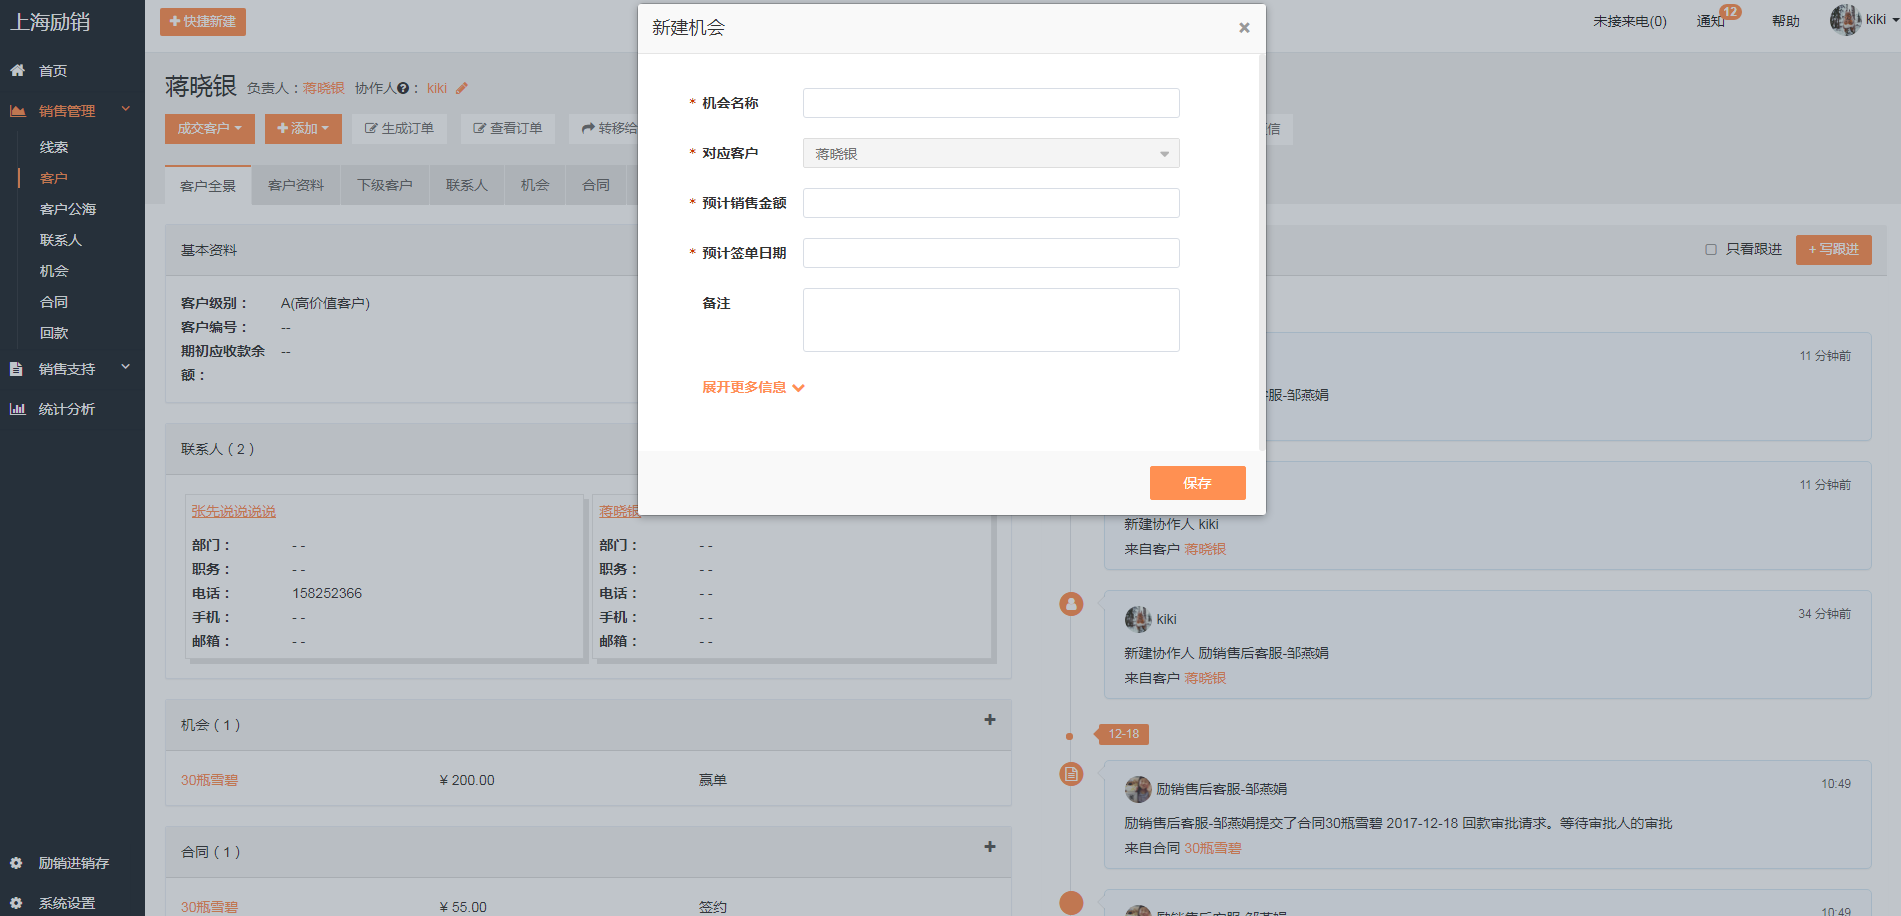 上海励销
首页
销售管理
线索
客户
客户公海
联系人
机会
合同
回款
销售支持
统计分析
励销进销存
系统设置
快捷新建
未接来电(0)
通知
12
帮助
kiki
蒋晓银 负责人：蒋晓银 协作人 ： kiki
成交客户
添加
生成订单
查看订单
转移给
信
客户全景
客户资料
下级客户
联系人
机会
合同
基本资料
客户级别： A(高价值客户)
客户编号： --
期初应收款余额： --
联系人 ( 2 )
张先说说说说
部门： - -
职务： - -
电话： 158252366
手机： - -
邮箱： - -
蒋晓银
部门： - -
职务： - -
电话： - -
手机： - -
邮箱： - -
机会 ( 1 )
30瓶雪碧 ¥ 200.00 赢单
合同 ( 1 )
30瓶雪碧 ¥ 55.00 签约
新建机会
×
* 机会名称
* 对应客户 蒋晓银
* 预计销售金额
* 预计签单日期
备注
展开更多信息
保存
只看跟进
+ 写跟进
11 分钟前
服-邹燕娟
11 分钟前
新建协作人 kiki
来自客户 蒋晓银
kiki
34 分钟前
新建协作人 励销售后客服-邹燕娟
来自客户 蒋晓银
12-18
励销售后客服-邹燕娟
10:49
励销售后客服-邹燕娟提交了合同30瓶雪碧 2017-12-18 回款审批请求。等待审批人的审批
来自合同 30瓶雪碧
励销售后客服-邹燕娟
10:49